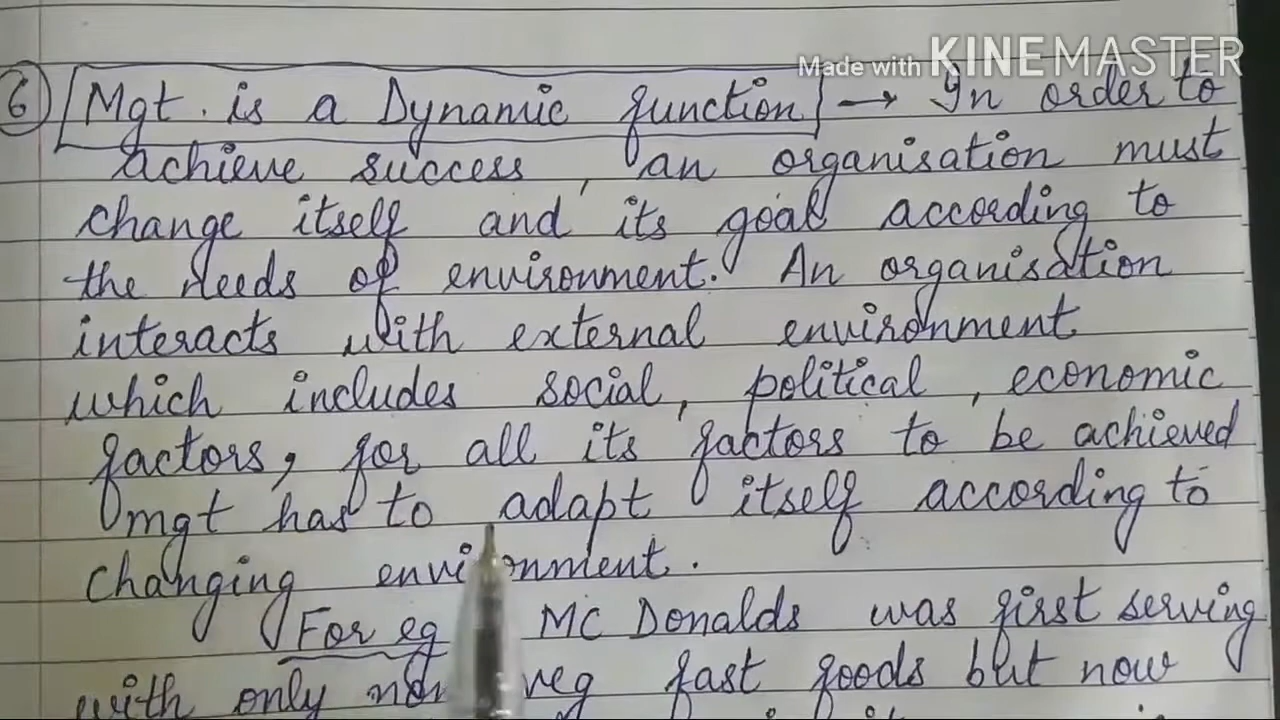 Made with KINEMASTER
6 Mgt. is a Dynamic function → In order to
achieve success, an organisation must
change itself and its goal according to
the needs of environment. An organisation
interacts with external environment
which includes social, political, economic
factors, for all its factors to be achieved
mgt has to adapt itself according to
changing environment.
For eg Mc Donalds was first serving
with only non veg fast foods but now